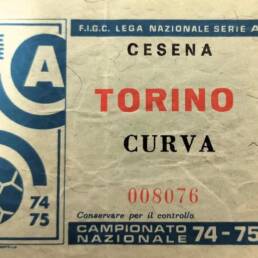 F.I.G.C. LEGA NAZIONALE SERIE A
A
CESENA
TORINO
CURVA
74
75
008076
Conservare per il controllo
CAMPIONATO
NAZIONALE 74-75